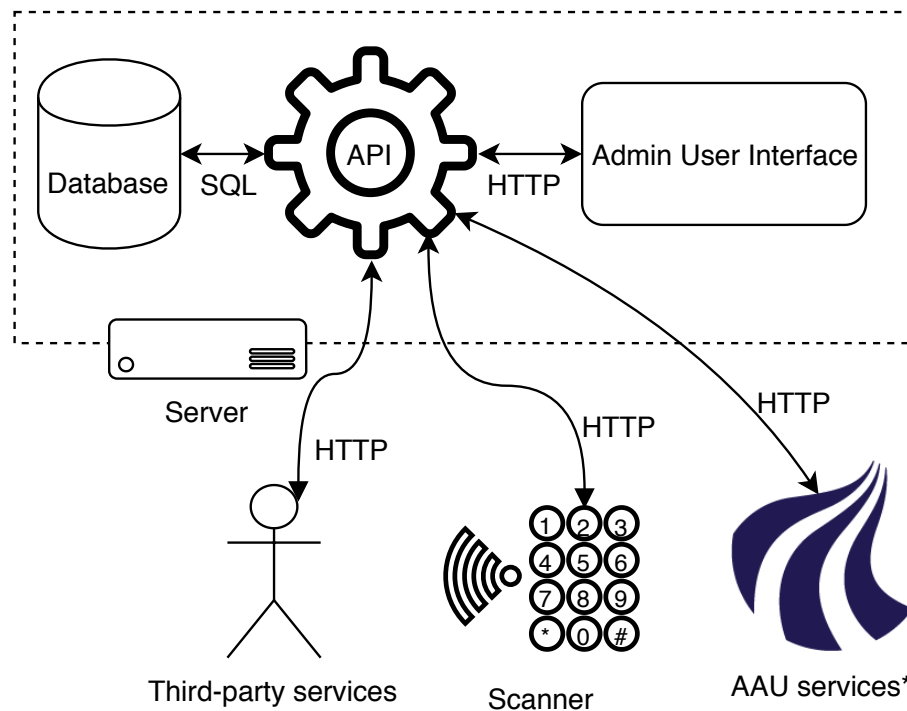 API
Admin User Interface
Database
SQL
HTTP
Server
HTTP
HTTP
HTTP
1 2 3
4 5 6
7 8 9
* 0 #
Third-party services
Scanner
AAU services*